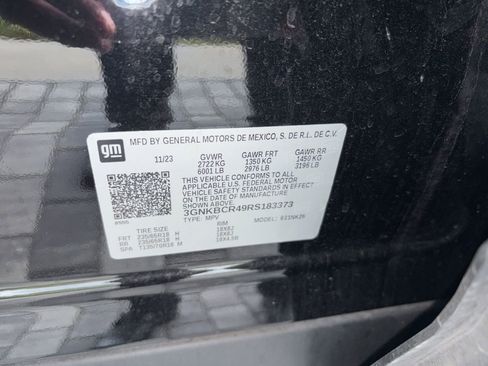 gm
MFD BY GENERAL MOTORS DE MEXICO, S. DE R.L. DE C.V.
11/23 GVWR GAWR FRT GAWR RR
2722 KG 1350 KG 1450 KG
6001 LB 2976 LB 3196 LB
THIS VEHICLE CONFORMS TO ALL
APPLICABLE U.S. FEDERAL MOTOR
VEHICLE SAFETY STANDARDS IN EFFECT
ON THE DATE OF MANUFACTURE SHOWN ABOVE.
3GNKBCR49RS183373
TYPE: MPV MODEL:
TIRE SIZE RIM
FRT 235/65R18 H 18X8J
RR 235/65R18 H 18X8J
SPA T135/70R18 M 18X4.5B